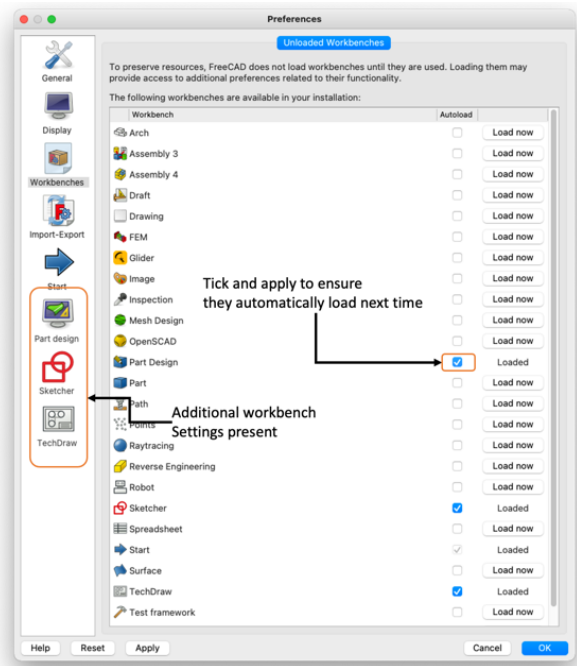 Preferences
General
Display
Workbenches
Import-Export
Start
Part design
Sketcher
TechDraw
Unloaded Workbenches
To preserve resources, FreeCAD does not load workbenches until they are used. Loading them may
provide access to additional preferences related to their functionality.
The following workbenches are available in your installation:
Workbench Autoload
Arch Load now
Assembly 3 Load now
Assembly 4 Load now
Draft Load now
Drawing Load now
FEM Load now
Glider Load now
Image Load now
Inspection Load now
Mesh Design Load now
OpenSCAD Load now
Part Design Loaded
Part Load now
Path Load now
Points Load now
Raytracing Load now
Reverse Engineering Load now
Robot Load now
Sketcher Loaded
Spreadsheet Load now
Start Loaded
Surface Load now
TechDraw Loaded
Test framework Load now
Tick and apply to ensure
they automatically load next time
Additional workbench
Settings present
Help Reset Apply Cancel OK